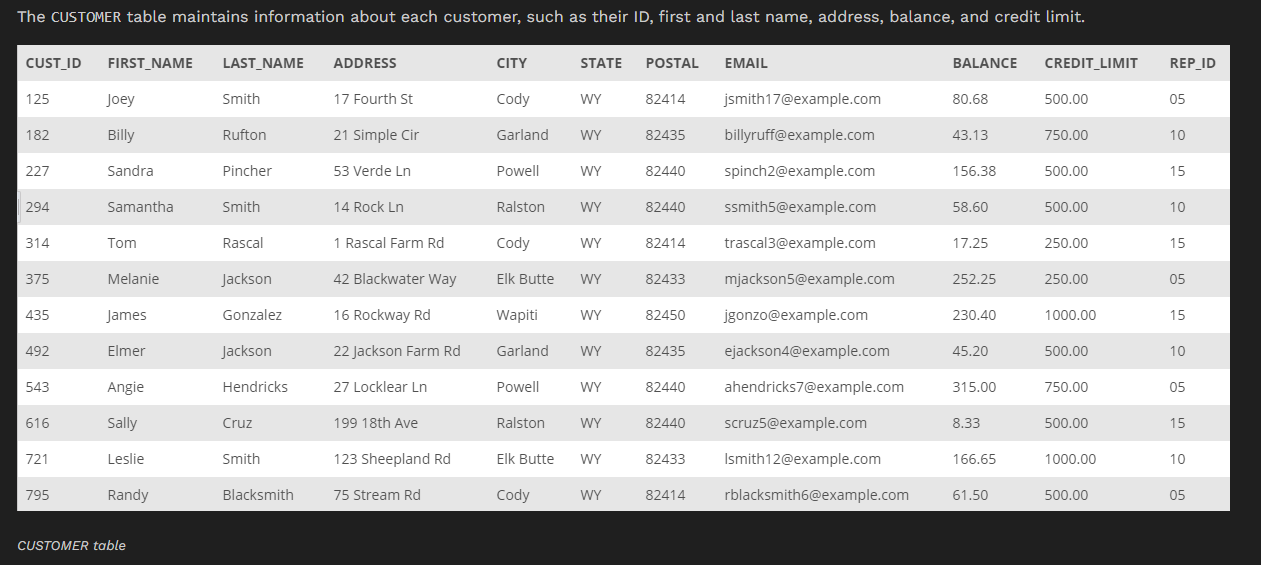 The CUSTOMER table maintains information about each customer, such as their ID, first and last name, address, balance, and credit limit.
CUST_ID FIRST_NAME LAST_NAME ADDRESS CITY STATE POSTAL EMAIL BALANCE CREDIT_LIMIT REP_ID
125 Joey Smith 17 Fourth St Cody WY 82414 jsmith17@example.com 80.68 500.00 05
182 Billy Rufton 21 Simple Cir Garland WY 82435 billyruff@example.com 43.13 750.00 10
227 Sandra Pincher 53 Verde Ln Powell WY 82440 spinch2@example.com 156.38 500.00 15
294 Samantha Smith 14 Rock Ln Ralston WY 82440 ssmith5@example.com 58.60 500.00 10
314 Tom Rascal 1 Rascal Farm Rd Cody WY 82414 trascal3@example.com 17.25 250.00 15
375 Melanie Jackson 42 Blackwater Way Elk Butte WY 82433 mjackson5@example.com 252.25 250.00 05
435 James Gonzalez 16 Rockway Rd Wapiti WY 82450 jgonzo@example.com 230.40 1000.00 15
492 Elmer Jackson 22 Jackson Farm Rd Garland WY 82435 ejackson4@example.com 45.20 500.00 10
543 Angie Hendricks 27 Locklear Ln Powell WY 82440 ahendricks7@example.com 315.00 750.00 05
616 Sally Cruz 199 18th Ave Ralston WY 82440 scruz5@example.com 8.33 500.00 15
721 Leslie Smith 123 Sheepland Rd Elk Butte WY 82433 lsmith12@example.com 166.65 1000.00 10
795 Randy Blacksmith 75 Stream Rd Cody WY 82414 rblacksmith6@example.com 61.50 500.00 05
CUSTOMER table